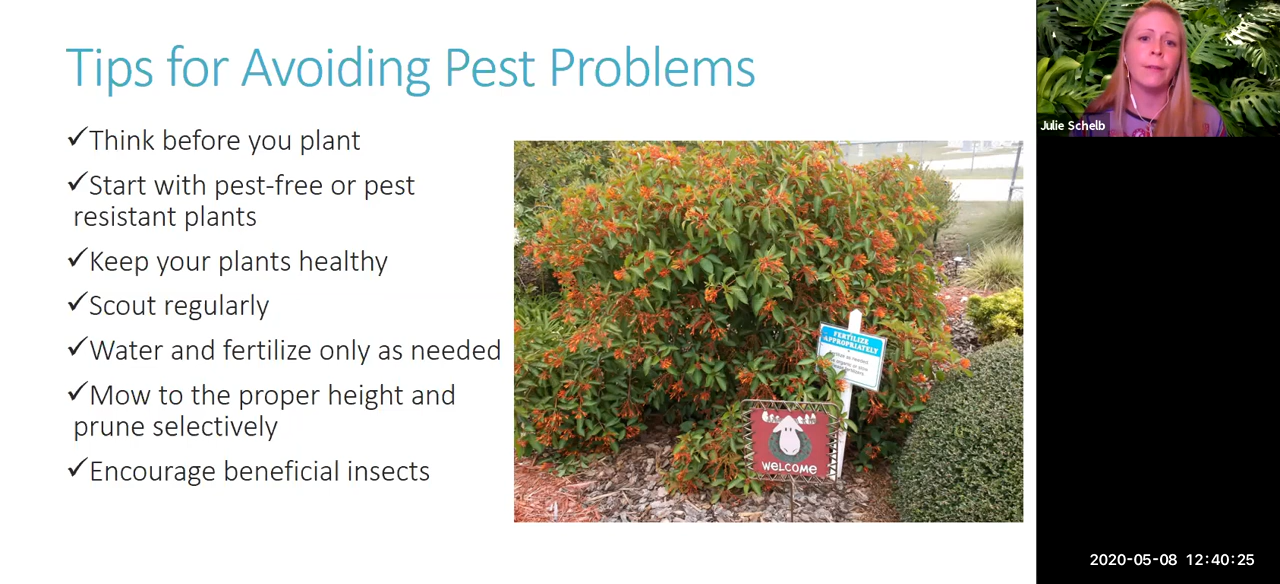 Tips for Avoiding Pest Problems
✓Think before you plant
✓Start with pest-free or pest
resistant plants
✓Keep your plants healthy
✓Scout regularly
✓Water and fertilize only as needed
✓Mow to the proper height and
prune selectively
✓Encourage beneficial insects
FERTILIZE
APPROPRIATELY
as needed
WELCOME
Julie Schelb
2020-05-08 12:40:25